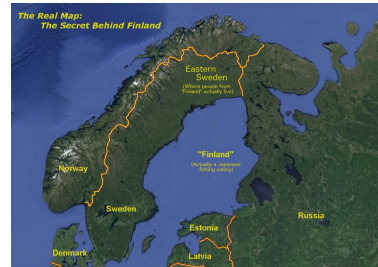 The Real Map:
The Secret Behind Finland
Eastern
Sweden
(Where people from
"Finland" actually live)
"Finland"
(Actually a Japanese
fishing colony)
Norway
Sweden
Russia
Estonia
Denmark
Latvia